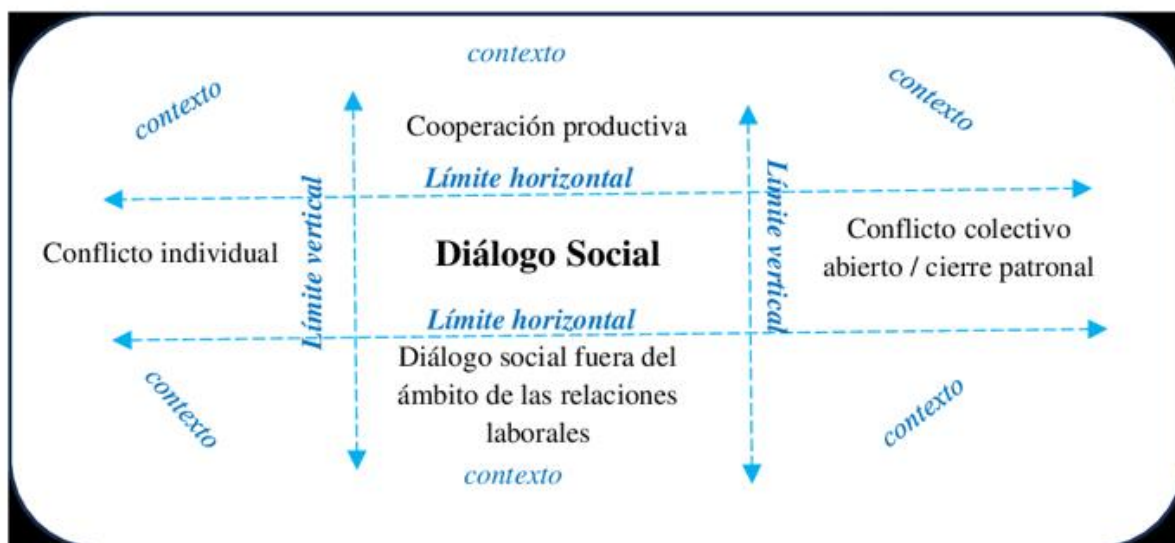 contexto
contexto
contexto
Cooperación productiva
Límite horizontal
Límite vertical
Límite vertical
Conflicto individual
Diálogo Social
Conflicto colectivo
abierto / cierre patronal
Límite horizontal
Diálogo social fuera del
ámbito de las relaciones
laborales
contexto
contexto
contexto